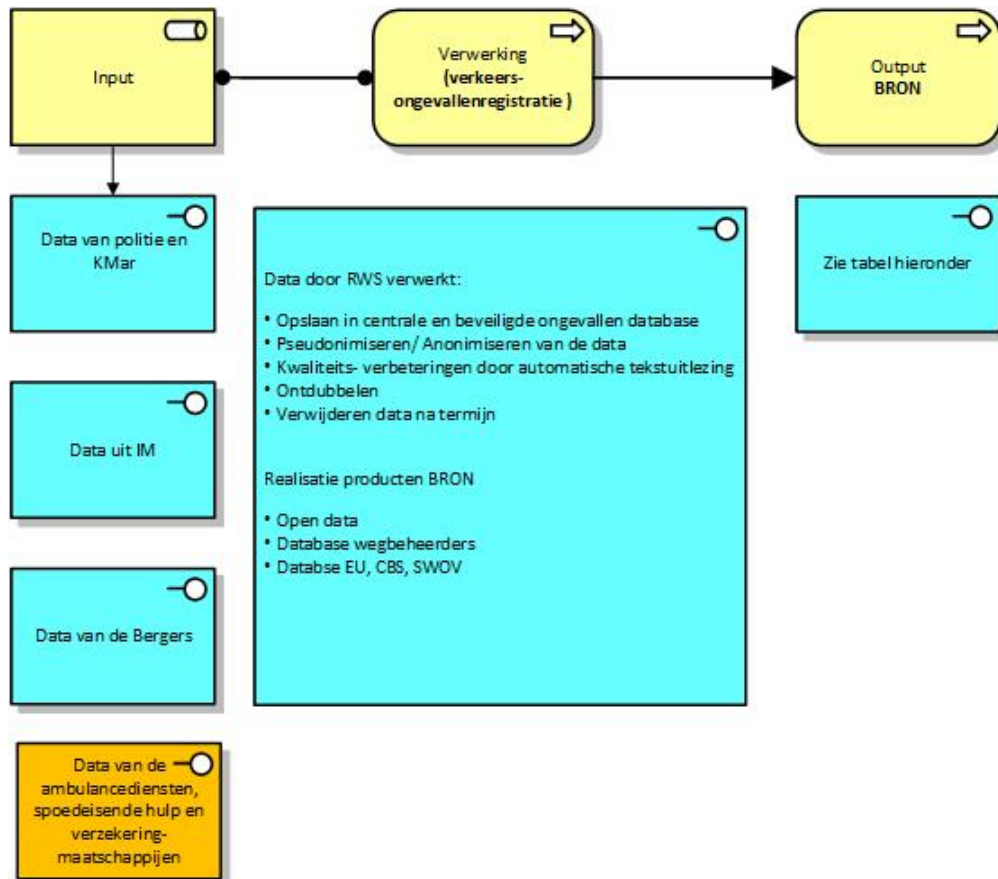 Input
Verwerking
(verkeers-
ongevallenregistratie )
Output
BRON
Data van politie en
KMar
Data uit IM
Data van de Bergers
Data van de
ambulancediensten,
spoedeisende hulp en
verzekering-
maatschappijen
Data door RWS verwerkt:
• Opslaan in centrale en beveiligde ongevallen database
• Pseudonimiseren/ Anonimiseren van de data
• Kwaliteits- verbeteringen door automatische tekstuitlezing
• Ontdubbelen
• Verwijderen data na termijn
Realisatie producten BRON
• Open data
• Database wegbeheerders
• Databse EU, CBS, SWOV
Zie tabel hieronder